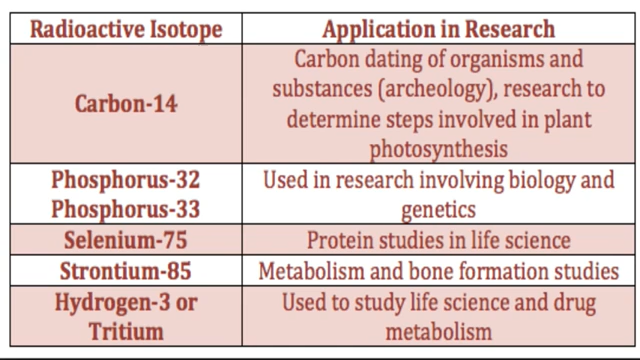 Radioactive Isotope Application in Research
Carbon-14
Carbon dating of organisms and
substances (archeology), research to
determine steps involved in plant
photosynthesis
Phosphorus-32
Phosphorus-33
Used in research involving biology and
genetics
Selenium-75 Protein studies in life science
Strontium-85 Metabolism and bone formation studies
Hydrogen-3 or
Tritium
Used to study life science and drug
metabolism